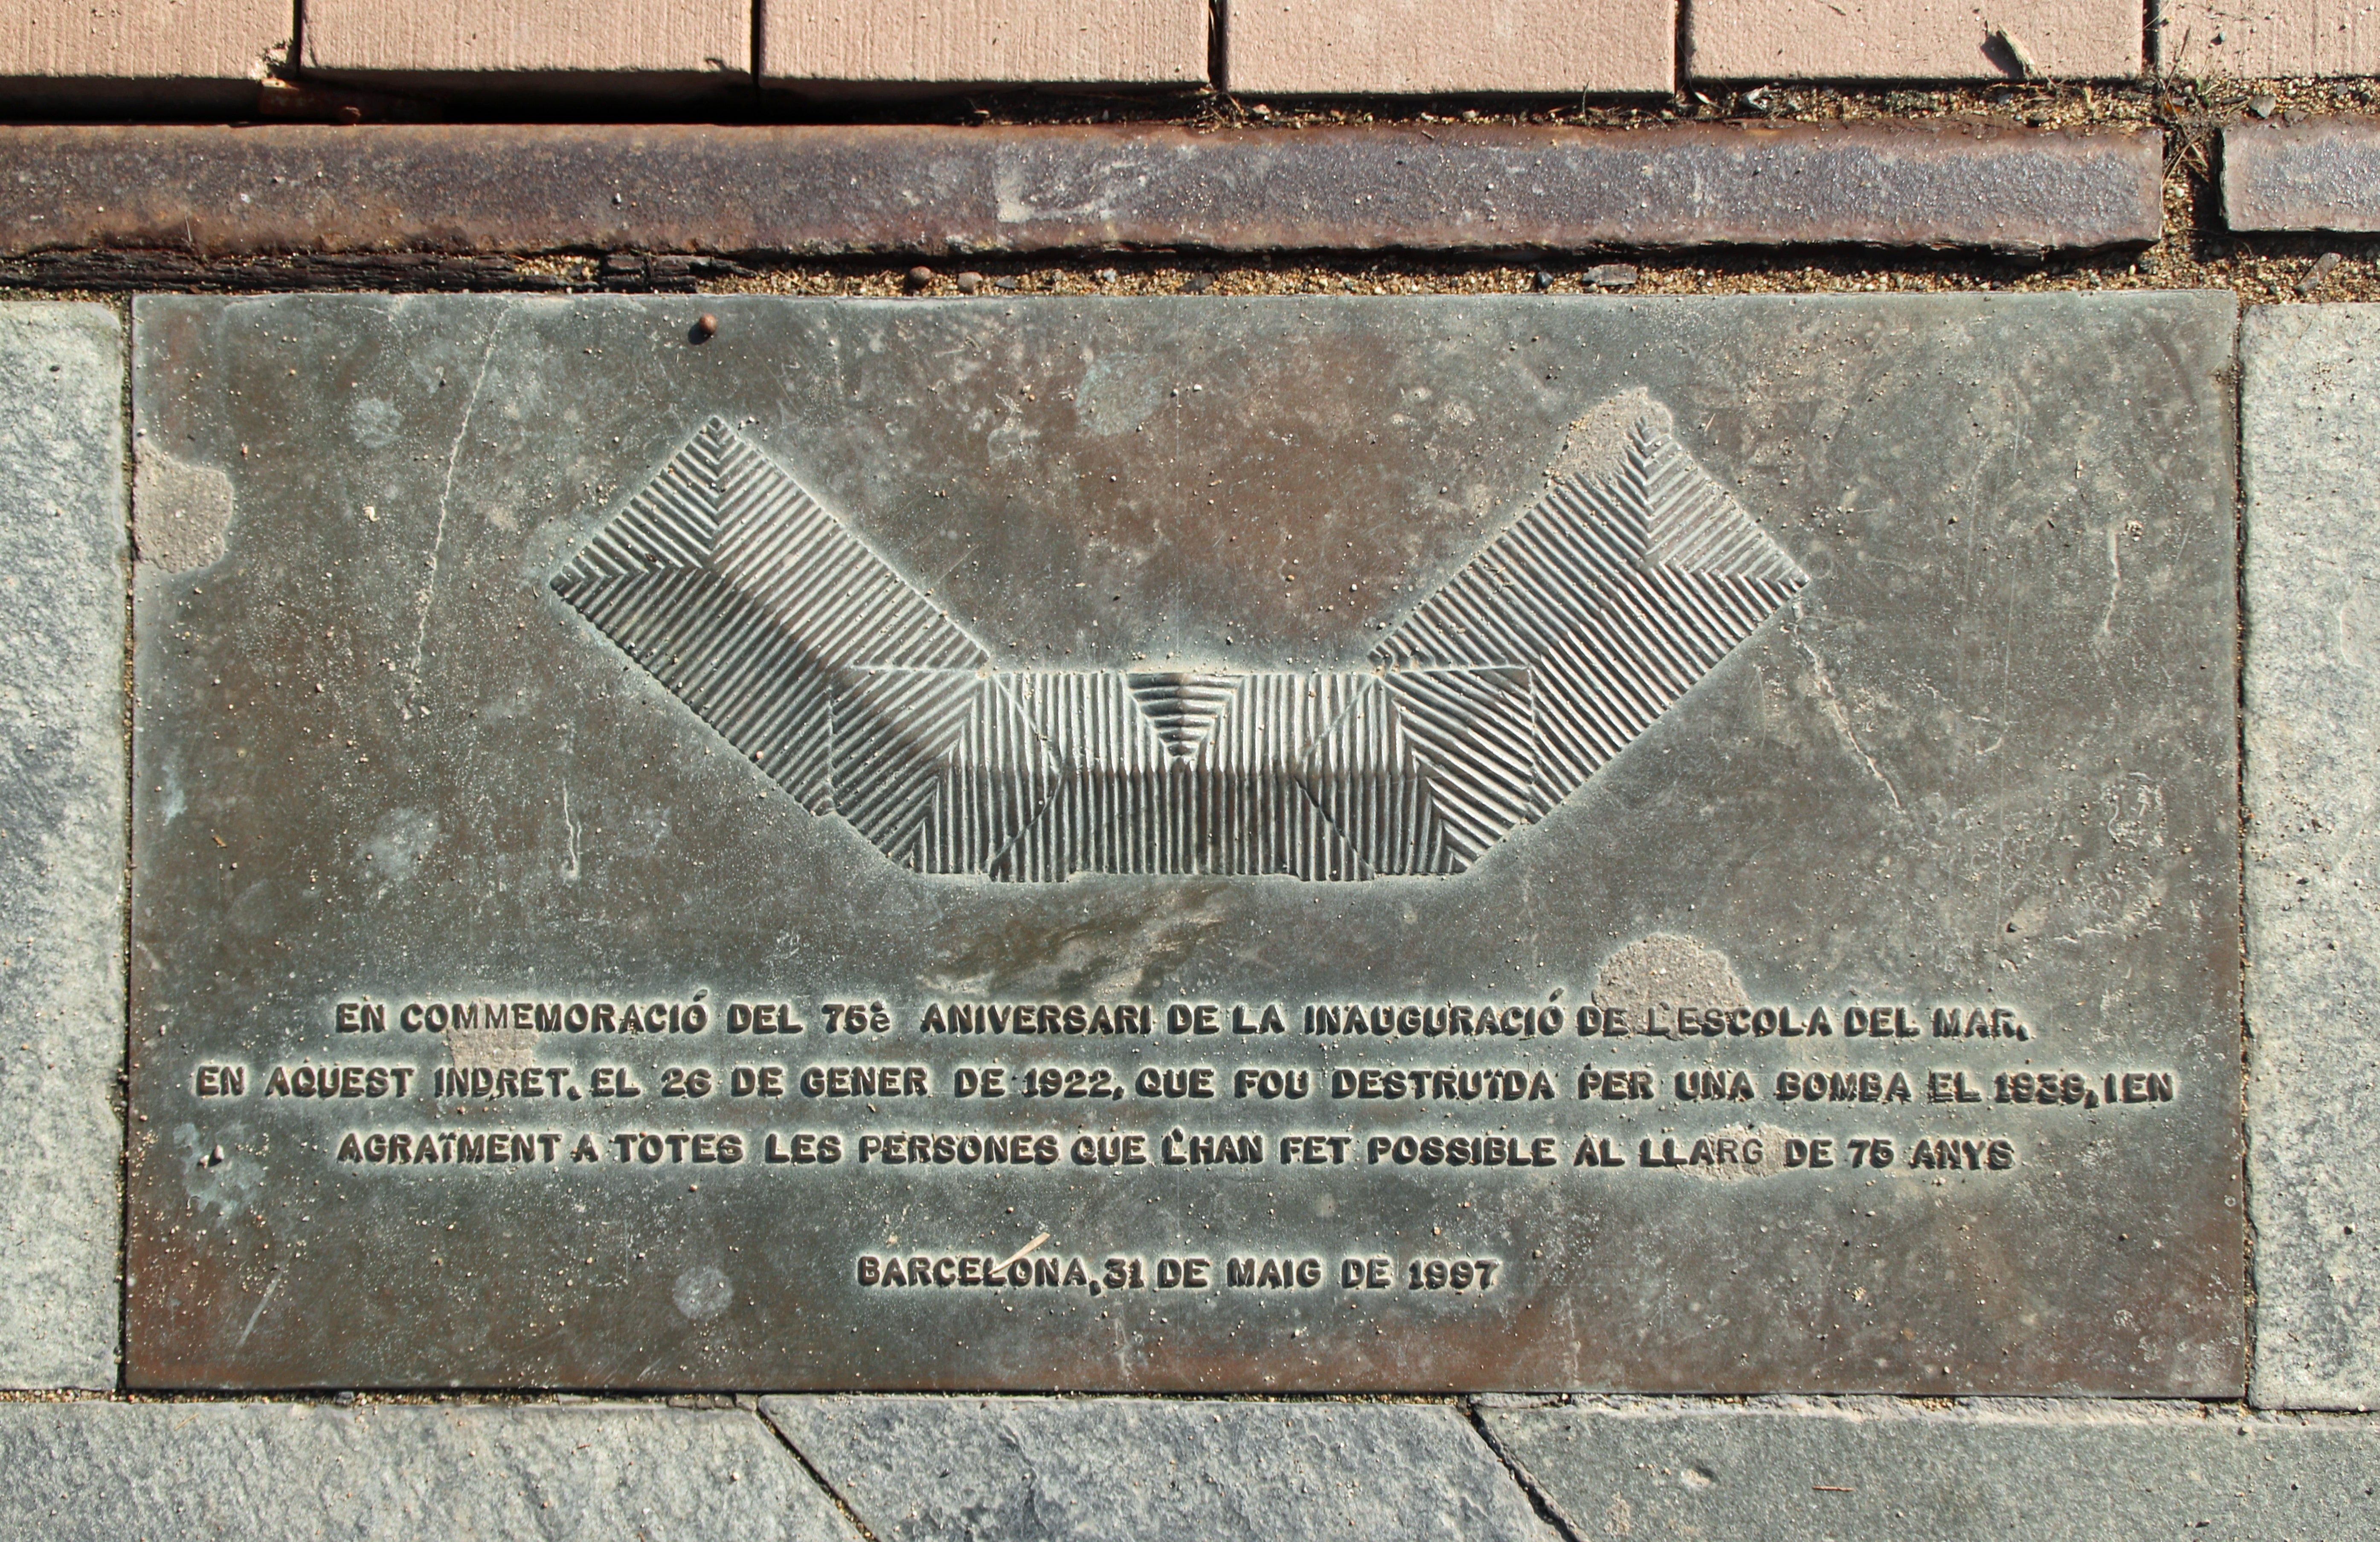 EN COMMEMORACIÓ DEL 75è ANIVERSARI DE LA INAUGURACIÓ DE L'ESCOLA DEL MAR,
EN AQUEST INDRET, EL 26 DE GENER DE 1922, QUE FOU DESTRUÏDA PER UNA BOMBA EL 1938, I EN
AGRAÏMENT A TOTES LES PERSONES QUE L'HAN FET POSSIBLE AL LLARG DE 75 ANYS
BARCELONA, 31 DE MAIG DE 1997